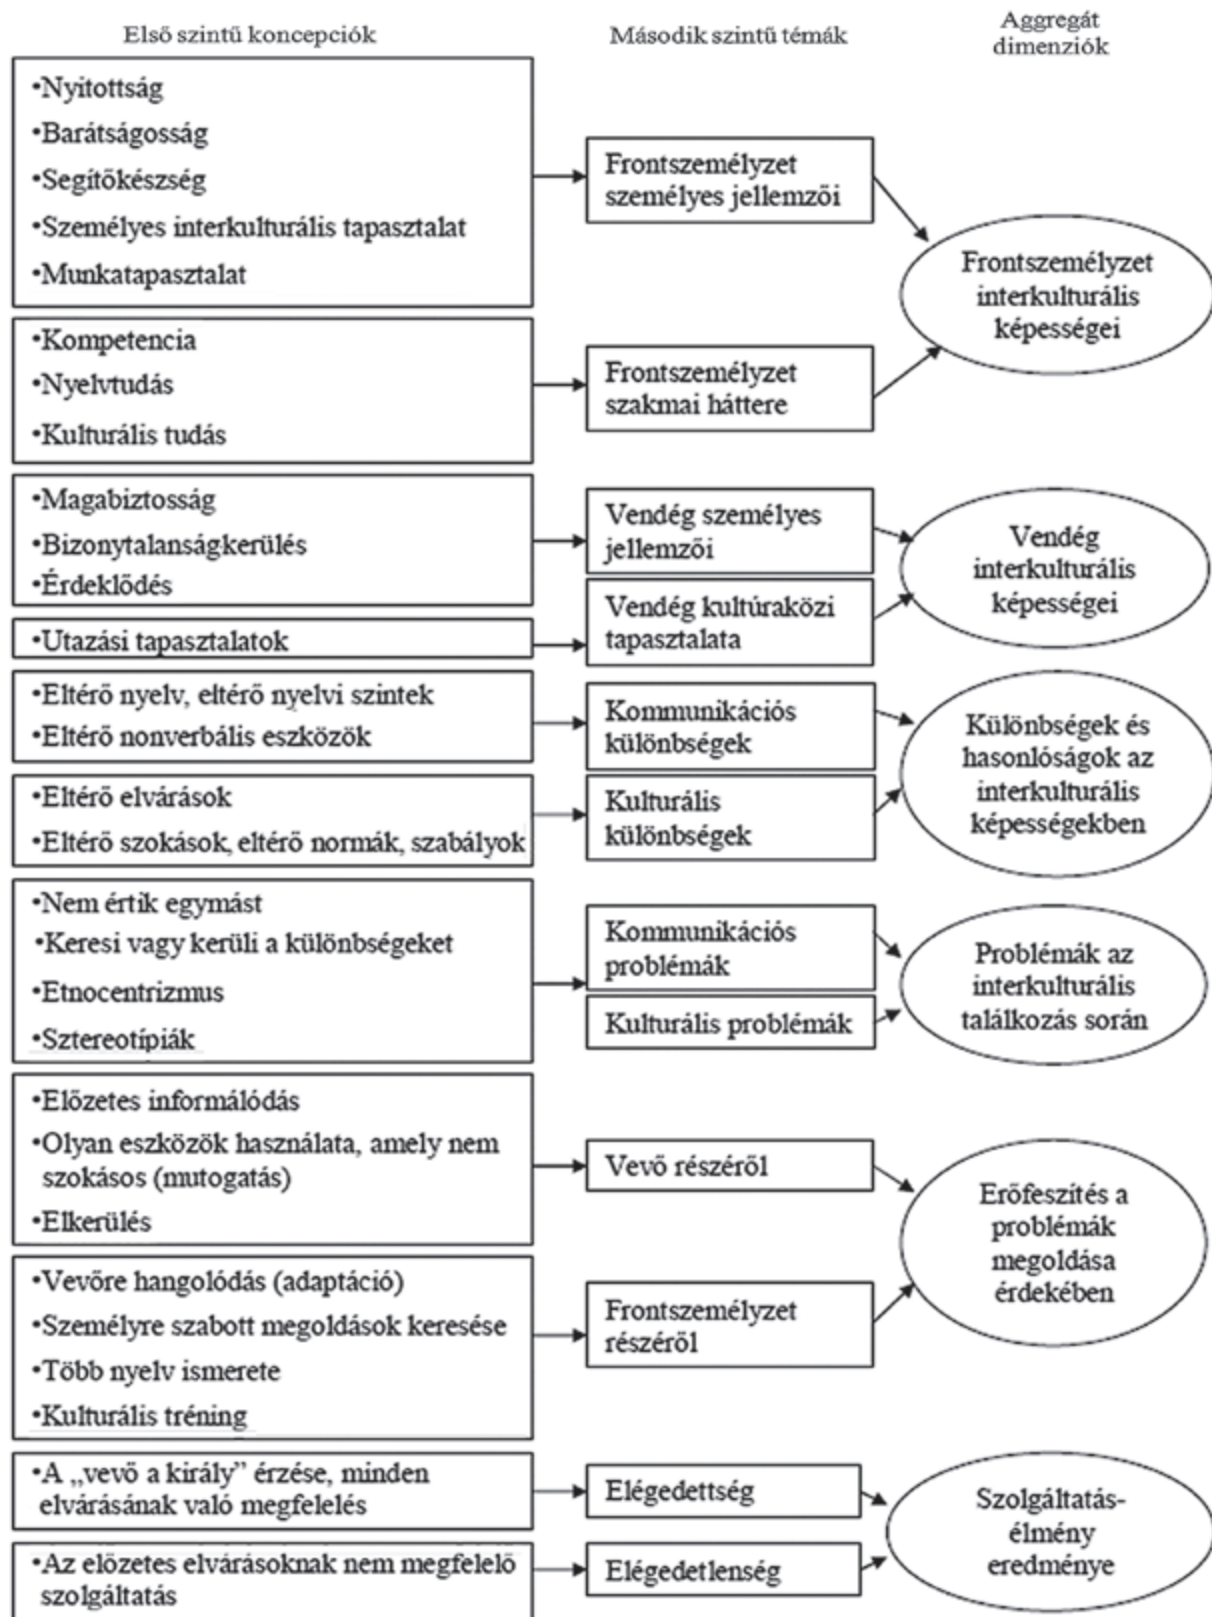 Első szintű koncepciók
Második szintű témák
Aggregát
dimenziók
•Nyitottság
•Barátságosság
•Segítőkészség
•Személyes interkulturális tapasztalat
•Munkatapasztalat
Frontszemélyzet
személyes jellemzői
Frontszemélyzet
interkulturális
képességei
•Kompetencia
•Nyelvtudás
•Kulturális tudás
Frontszemélyzet
szakmai háttere
•Magabiztosság
•Bizonytalanságkerülés
•Érdeklődés
Vendég személyes
jellemzői
Vendég
interkulturális
képességei
•Utazási tapasztalatok
Vendég kultúraközi
tapasztalata
•Eltérő nyelv, eltérő nyelvi szintek
•Eltérő nonverbális eszközök
Kommunikációs
különbségek
Különbségek és
hasonlóságok az
interkulturális
képességekben
•Eltérő elvárások
•Eltérő szokások, eltérő normák, szabályok
Kulturális
különbségek
•Nem értik egymást
•Keresi vagy kerüli a különbségeket
•Etnocentrizmus
•Sztereotípiák
Kommunikációs
problémák
Kulturális problémák
Problémák az
interkulturális
találkozás során
•Előzetes informálódás
•Olyan eszközök használata, amely nem
szokásos (mutogatás)
•Elkerülés
Vevő részéről
Erőfeszítés a
problémák
megoldása
érdekében
•Vevőre hangolódás (adaptáció)
•Személyre szabott megoldások keresése
•Több nyelv ismerete
•Kulturális tréning
Frontszemélyzet
részéről
•A „vevő a király” érzése, minden
elvárásának való megfelelés
Elégedettség
Szolgáltatás-
élmény
eredménye
•Az előzetes elvárásoknak nem megfelelő
szolgáltatás
Elégedetlenség